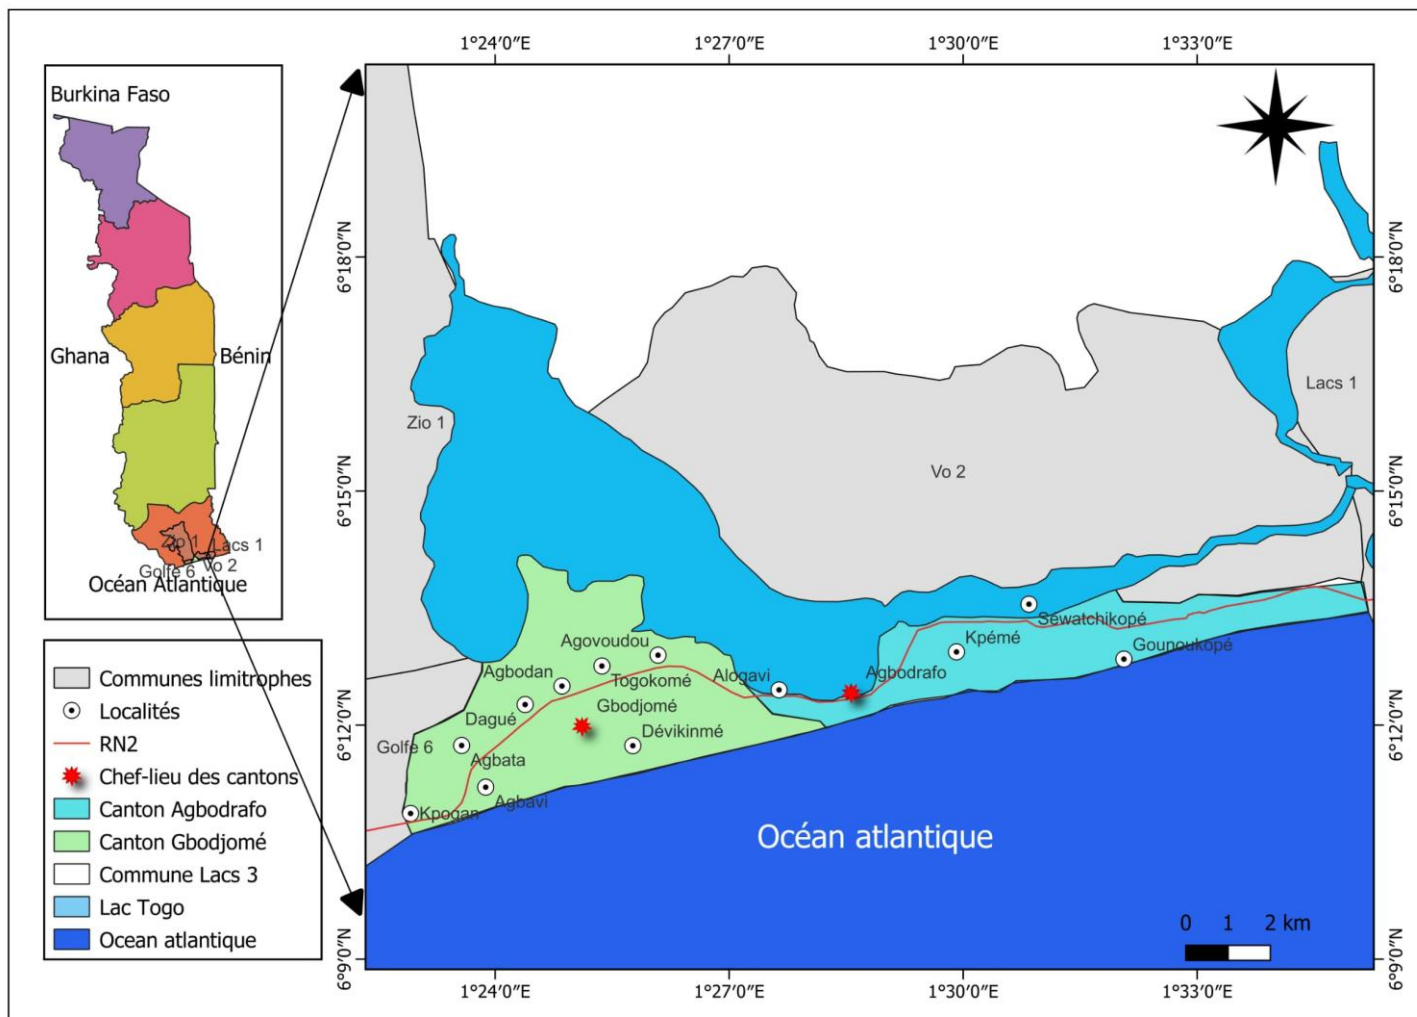 1°24′0″E 1°27′0″E 1°30′0″E 1°33′0″E
Burkina Faso
Ghana
Bénin
Zio 1
Lacs 1
Golfe 6
Vo 2
Océan Atlantique
Communes limitrophes
Localités
RN2
Chef-lieu des cantons
Canton Agbodrafo
Canton Gbodjomé
Commune Lacs 3
Lac Togo
Ocean atlantique
6°18′0″N
6°15′0″N
6°12′0″N
6°9′0″N
Zio 1
Vo 2
Lacs 1
Sewatchikopé
Agovoudou
Kpémé
Gounoukopé
Agbodan
Togokomé
Alogavi
Agbodrafo
Gbodjomé
Dagué
Dévikinmé
Golfe 6
Agbata
Agbavi
Kpogan
Océan atlantique
0 1 2 km
6°18′0″N
6°15′0″N
6°12′0″N
6°9′0″N
1°24′0″E 1°27′0″E 1°30′0″E 1°33′0″E